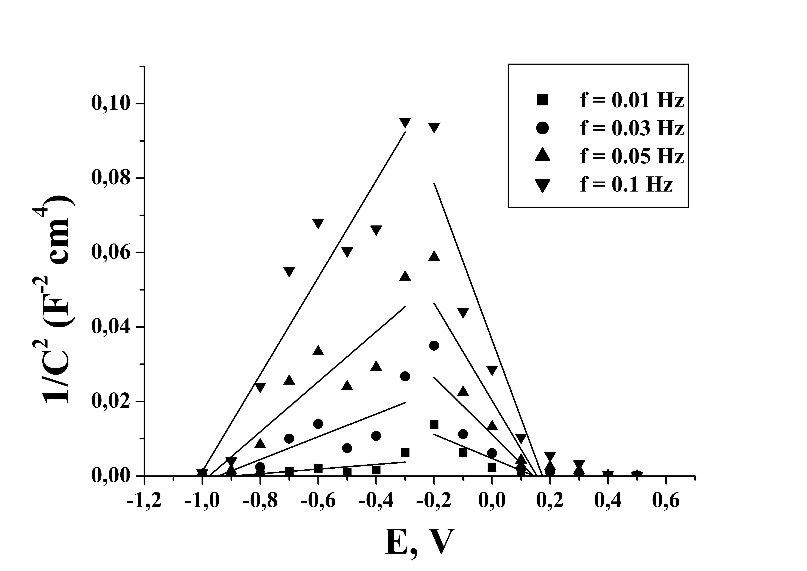 f = 0.01 Hz
f = 0.03 Hz
f = 0.05 Hz
f = 0.1 Hz
0,10
0,08
0,06
0,04
0,02
0,00
1/C² (F⁻² cm⁴)
-1,2 -1,0 -0,8 -0,6 -0,4 -0,2 0,0 0,2 0,4 0,6
E, V